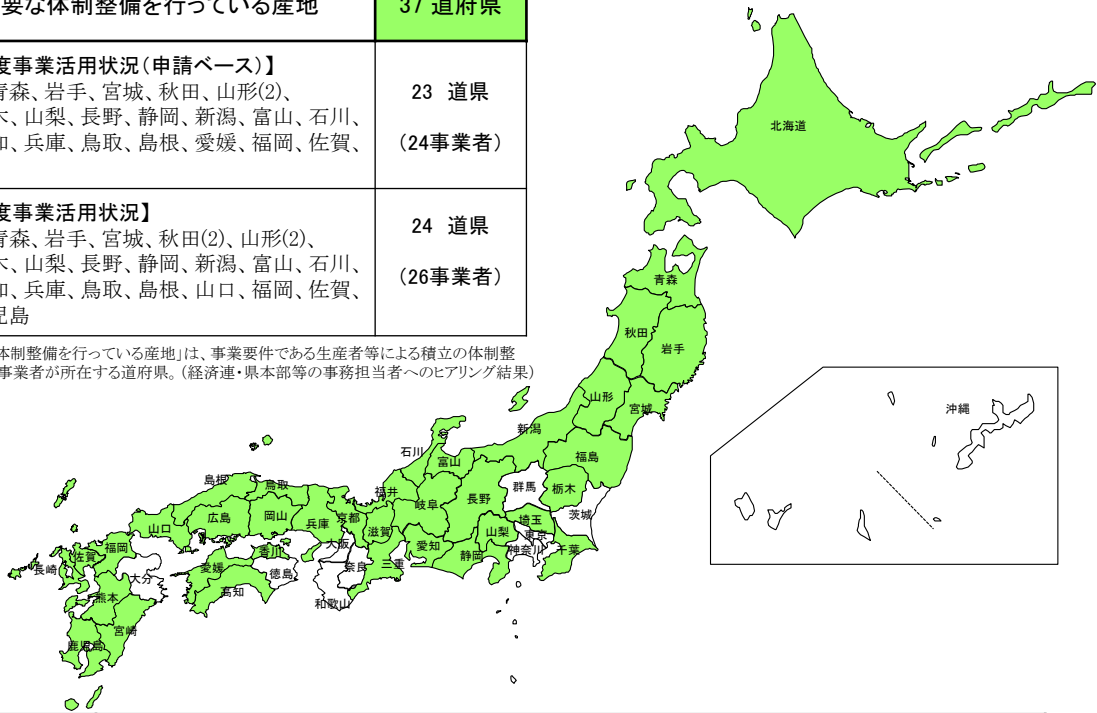 要な体制整備を行っている産地
37 道府県
度事業活用状況(申請ベース)】
青森、岩手、宮城、秋田、山形(2)、
木、山梨、長野、静岡、新潟、富山、石川、
知、兵庫、鳥取、島根、愛媛、福岡、佐賀、
23 道県
(24事業者)
度事業活用状況】
青森、岩手、宮城、秋田(2)、山形(2)、
木、山梨、長野、静岡、新潟、富山、石川、
知、兵庫、鳥取、島根、山口、福岡、佐賀、
児島
24 道県
(26事業者)
体制整備を行っている産地」は、事業要件である生産者等による積立の体制整
事業者が所在する道府県。(経済連・県本部等の事務担当者へのヒアリング結果)
北海道
青森
秋田
岩手
山形
宮城
沖縄
新潟
福島
石川
富山
群馬
栃木
茨城
島根
鳥取
福井
岐阜
長野
山口
広島
岡山
兵庫
京都
滋賀
愛知
山梨
静岡
埼玉
東京
神奈川
千葉
福岡
佐賀
長崎
大分
熊本
宮崎
鹿児島
愛媛
香川
徳島
高知
大阪
奈良
三重
和歌山